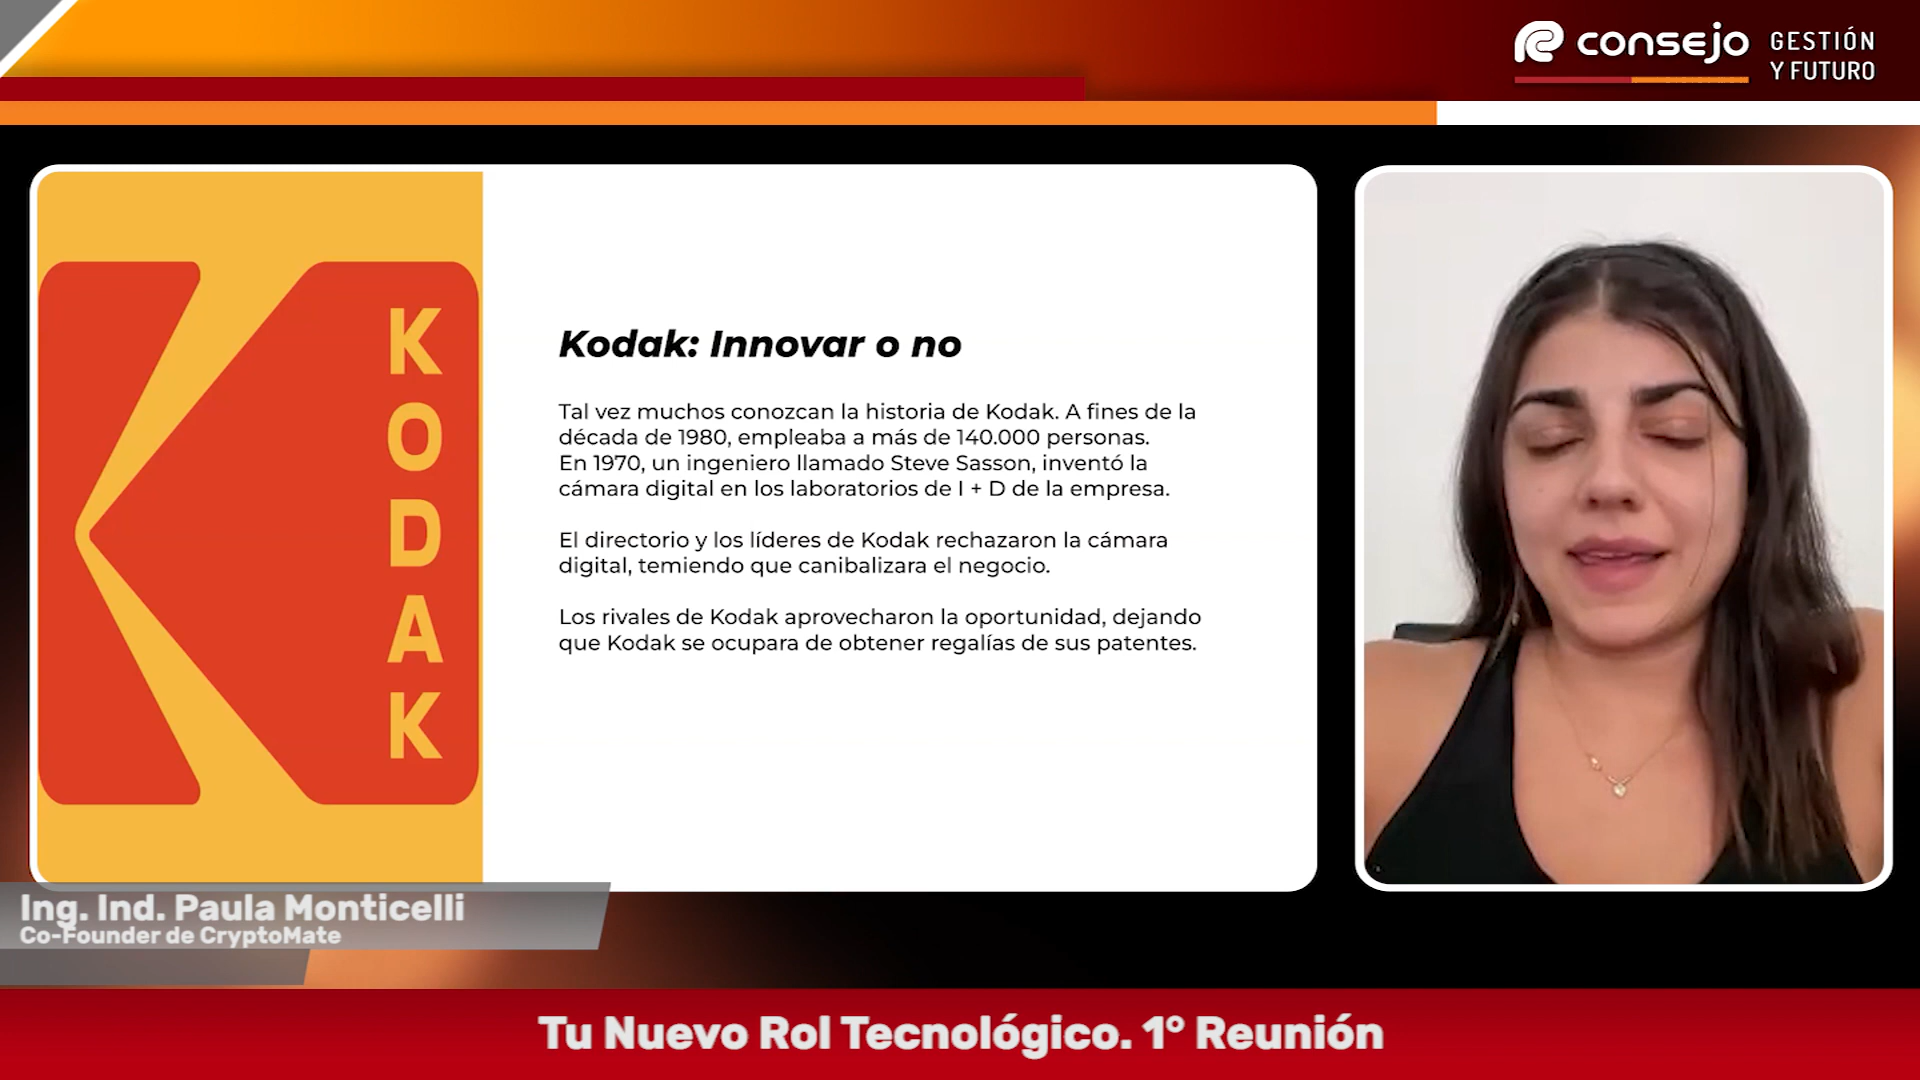 consejo
GESTIÓN
Y FUTURO
KODAK
Kodak: Innovar o no
Tal vez muchos conozcan la historia de Kodak. A fines de la
década de 1980, empleaba a más de 140.000 personas.
En 1970, un ingeniero llamado Steve Sasson, inventó la
cámara digital en los laboratorios de I + D de la empresa.
El directorio y los líderes de Kodak rechazaron la cámara
digital, temiendo que canibalizara el negocio.
Los rivales de Kodak aprovecharon la oportunidad, dejando
que Kodak se ocupara de obtener regalías de sus patentes.
Ing. Ind. Paula Monticelli
Co-Founder de CryptoMate
Tu Nuevo Rol Tecnológico. 1° Reunión